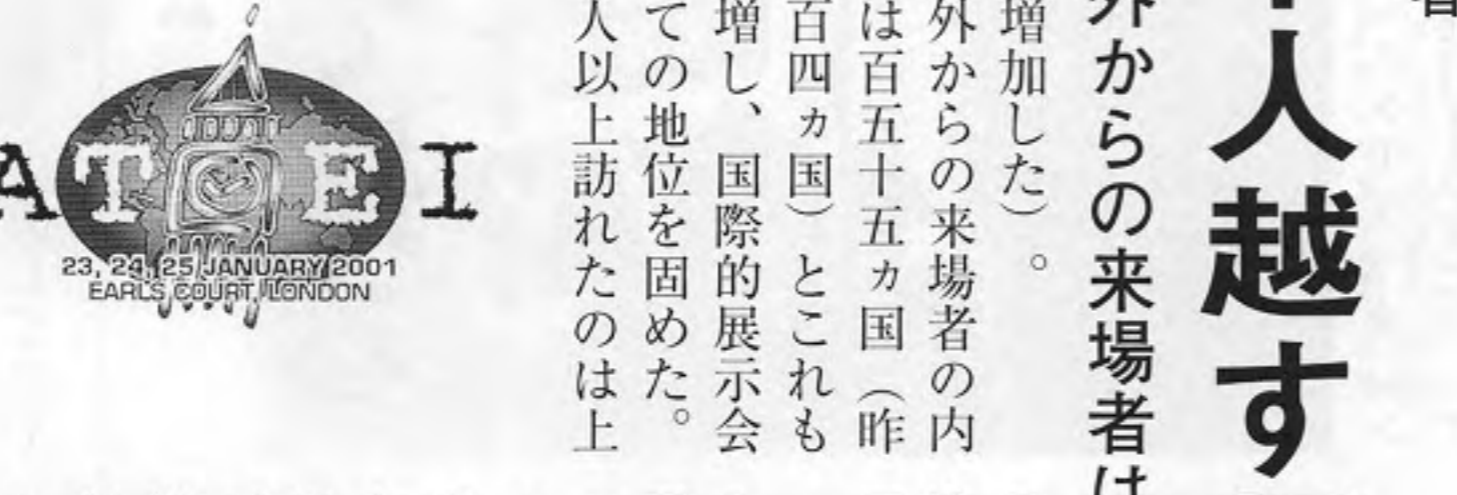 人越す
外からの来場者は
増加した)。
外からの来場者の内
は百五十五ヵ国(昨
百四ヵ国)とこれも
増し、国際的展示会
ての地位を固めた。
人以上訪れたのは上
ATEI
23, 24, 25 JANUARY 2001
EARLS COURT, LONDON